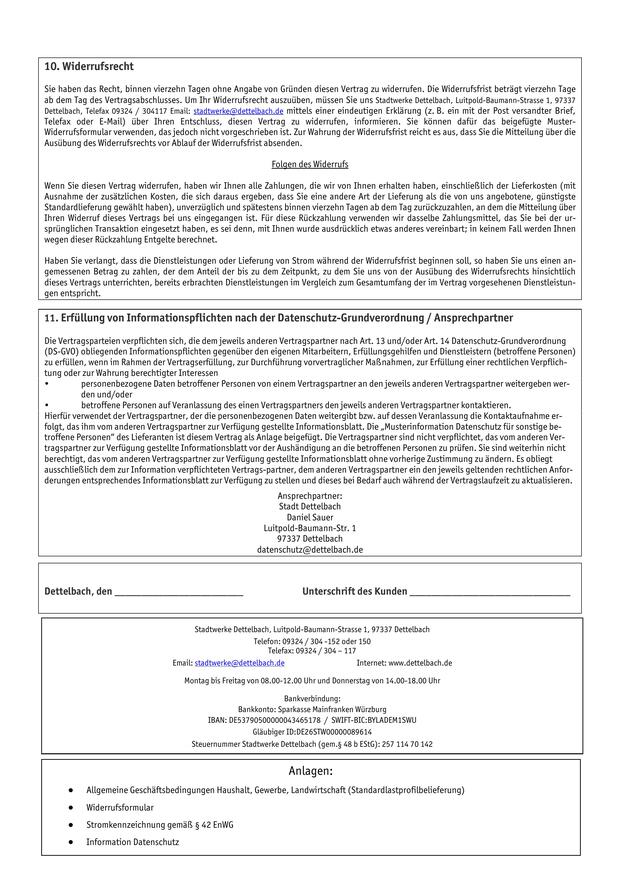 10. Widerrufsrecht
Sie haben das Recht, binnen vierzehn Tagen ohne Angabe von Gründen diesen Vertrag zu widerrufen. Die Widerrufsfrist beträgt vierzehn Tage
ab dem Tag des Vertragsabschlusses. Um Ihr Widerrufsrecht auszuüben, müssen Sie uns Stadtwerke Dettelbach, Luitpold-Baumann-Strasse 1, 97337
Dettelbach, Telefax 09324 / 304117 Email: stadtwerke@dettelbach.de mittels einer eindeutigen Erklärung (z. B. ein mit der Post versandter Brief,
Telefax oder E-Mail) über Ihren Entschluss, diesen Vertrag zu widerrufen, informieren. Sie können dafür das beigefügte Muster-
Widerrufsformular verwenden, das jedoch nicht vorgeschrieben ist. Zur Wahrung der Widerrufsfrist reicht es aus, dass Sie die Mitteilung über die
Ausübung des Widerrufsrechts vor Ablauf der Widerrufsfrist absenden.
Folgen des Widerrufs
Wenn Sie diesen Vertrag widerrufen, haben wir Ihnen alle Zahlungen, die wir von Ihnen erhalten haben, einschließlich der Lieferkosten (mit
Ausnahme der zusätzlichen Kosten, die sich daraus ergeben, dass Sie eine andere Art der Lieferung als die von uns angebotene, günstigste
Standardlieferung gewählt haben), unverzüglich und spätestens binnen vierzehn Tagen ab dem Tag zurückzuzahlen, an dem die Mitteilung über
Ihren Widerruf dieses Vertrags bei uns eingegangen ist. Für diese Rückzahlung verwenden wir dasselbe Zahlungsmittel, das Sie bei der ur-
sprünglichen Transaktion eingesetzt haben, es sei denn, mit Ihnen wurde ausdrücklich etwas anderes vereinbart; in keinem Fall werden Ihnen
wegen dieser Rückzahlung Entgelte berechnet.
Haben Sie verlangt, dass die Dienstleistungen oder Lieferung von Strom während der Widerrufsfrist beginnen soll, so haben Sie uns einen an-
gemessenen Betrag zu zahlen, der dem Anteil der bis zu dem Zeitpunkt, zu dem Sie uns von der Ausübung des Widerrufsrechts hinsichtlich
dieses Vertrags unterrichten, bereits erbrachten Dienstleistungen im Vergleich zum Gesamtumfang der im Vertrag vorgesehenen Dienstleistun-
gen entspricht.
11. Erfüllung von Informationspflichten nach der Datenschutz-Grundverordnung / Ansprechpartner
Die Vertragsparteien verpflichten sich, die dem jeweils anderen Vertragspartner nach Art. 13 und/oder Art. 14 Datenschutz-Grundverordnung
(DS-GVO) obliegenden Informationspflichten gegenüber den eigenen Mitarbeitern, Erfüllungsgehilfen und Dienstleistern (betroffene Personen)
zu erfüllen, wenn im Rahmen der Vertragserfüllung, zur Durchführung vorvertraglicher Maßnahmen, zur Erfüllung einer rechtlichen Verpflich-
tung oder zur Wahrung berechtigter Interessen
• personenbezogene Daten betroffener Personen von einem Vertragspartner an den jeweils anderen Vertragspartner weitergeben wer-
den und/oder
• betroffene Personen auf Veranlassung des einen Vertragspartners den jeweils anderen Vertragspartner kontaktieren.
Hierfür verwendet der Vertragspartner, der die personenbezogenen Daten weitergibt bzw. auf dessen Veranlassung die Kontaktaufnahme er-
folgt, das ihm vom anderen Vertragspartner zur Verfügung gestellte Informationsblatt. Die „Musterinformation Datenschutz für sonstige be-
troffene Personen“ des Lieferanten ist diesem Vertrag als Anlage beigefügt. Die Vertragspartner sind nicht verpflichtet, das vom anderen Ver-
tragspartner zur Verfügung gestellte Informationsblatt vor der Aushändigung an die betroffenen Personen zu prüfen. Sie sind weiterhin nicht
berechtigt, das vom anderen Vertragspartner zur Verfügung gestellte Informationsblatt ohne vorherige Zustimmung zu ändern. Es obliegt
ausschließlich dem zur Information verpflichteten Vertrags-partner, dem anderen Vertragspartner ein den jeweils geltenden rechtlichen Anfor-
derungen entsprechendes Informationsblatt zur Verfügung zu stellen und dieses bei Bedarf auch während der Vertragslaufzeit zu aktualisieren.
Ansprechpartner:
Stadt Dettelbach
Daniel Sauer
Luitpold-Baumann-Str. 1
97337 Dettelbach
datenschutz@dettelbach.de
Dettelbach, den ________________________ Unterschrift des Kunden ______________________________
Stadtwerke Dettelbach, Luitpold-Baumann-Strasse 1, 97337 Dettelbach
Telefon: 09324 / 304 -152 oder 150
Telefax: 09324 / 304 – 117
Email: stadtwerke@dettelbach.de Internet: www.dettelbach.de
Montag bis Freitag von 08.00-12.00 Uhr und Donnerstag von 14.00-18.00 Uhr
Bankverbindung:
Bankkonto: Sparkasse Mainfranken Würzburg
IBAN: DE53790500000043465178 / SWIFT-BIC:BYLADEM1SWU
Gläubiger ID:DE26STW00000089614
Steuernummer Stadtwerke Dettelbach (gem.§ 48 b EStG): 257 114 70 142
Anlagen:
• Allgemeine Geschäftsbedingungen Haushalt, Gewerbe, Landwirtschaft (Standardlastprofilbelieferung)
• Widerrufsformular
• Stromkennzeichnung gemäß § 42 EnWG
• Information Datenschutz